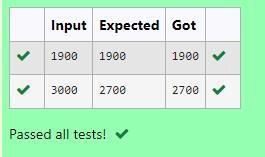 Input Expected Got
1900 1900 1900
3000 2700 2700
Passed all tests!